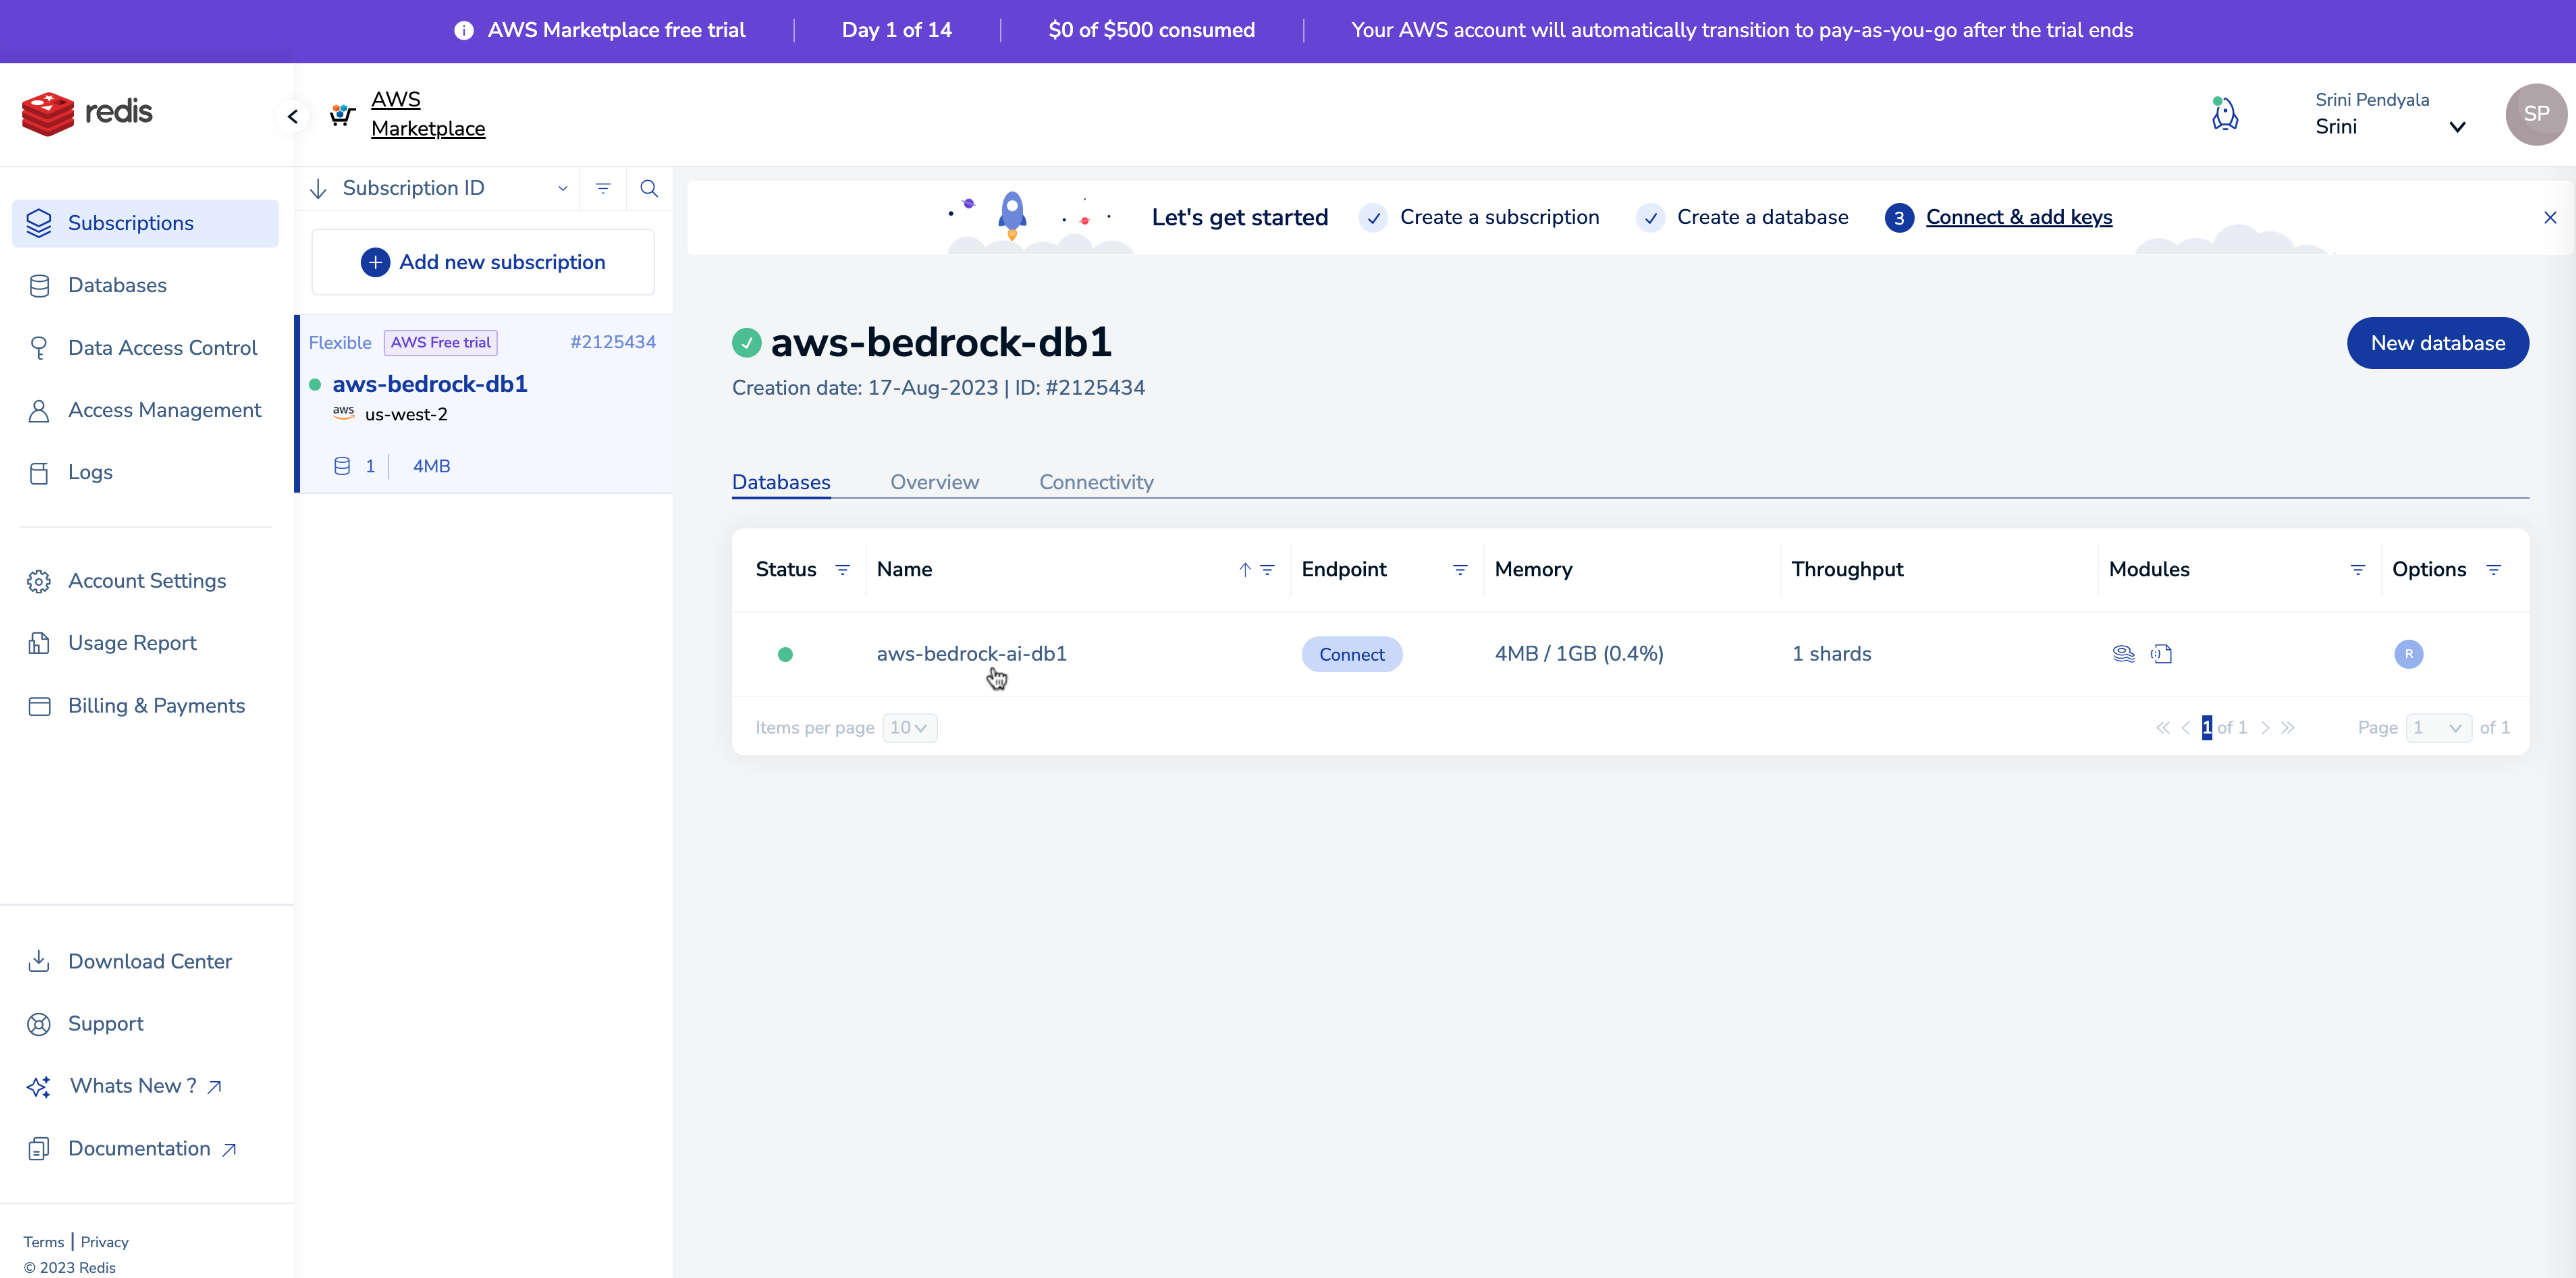 AWS Marketplace free trial | Day 1 of 14 | $0 of $500 consumed | Your AWS account will automatically transition to pay-as-you-go after the trial ends
redis
AWS
Marketplace
Srini Pendyala
Srini
SP
Subscriptions
Databases
Data Access Control
Access Management
Logs
Account Settings
Usage Report
Billing & Payments
Download Center
Support
Whats New ?
Documentation
Terms | Privacy
© 2023 Redis
Subscription ID
Add new subscription
Flexible AWS Free trial #2125434
aws-bedrock-db1
aws us-west-2
1 | 4MB
Let's get started Create a subscription Create a database 3 Connect & add keys
aws-bedrock-db1
New database
Creation date: 17-Aug-2023 | ID: #2125434
Databases Overview Connectivity
Status Name Endpoint Memory Throughput Modules Options
aws-bedrock-ai-db1 Connect 4MB / 1GB (0.4%) 1 shards R
Items per page 10 1 of 1 Page 1 of 1